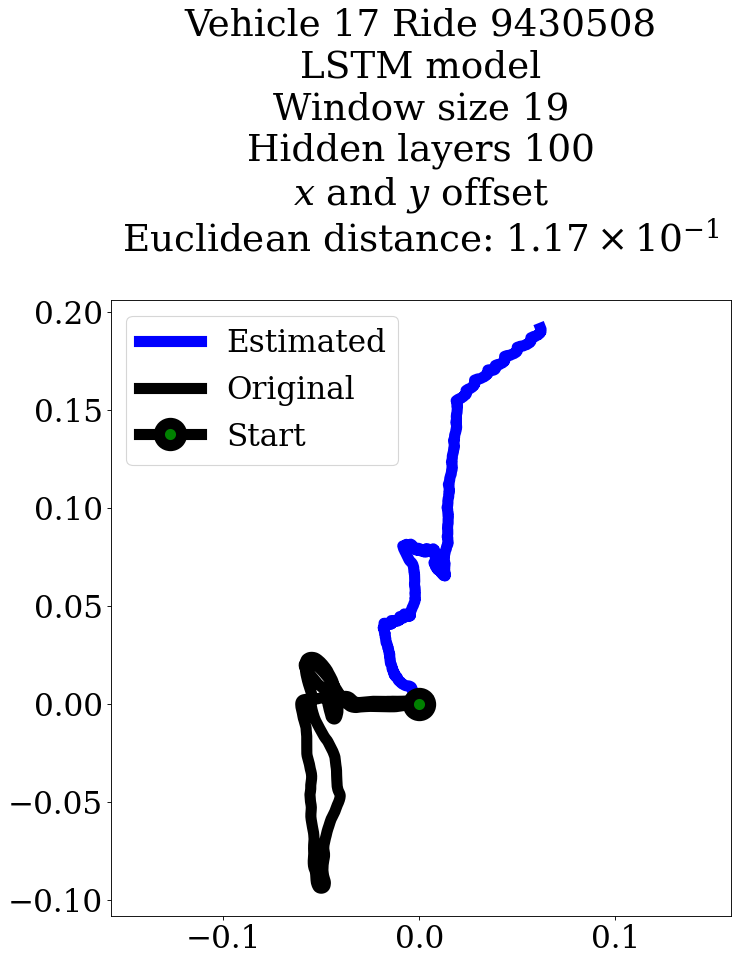 Vehicle 17 Ride 9430508
LSTM model
Window size 19
Hidden layers 100
x and y offset
Euclidean distance: 1.17 × 10⁻¹
Estimated
Original
Start
0.20
0.15
0.10
0.05
0.00
−0.05
−0.10
−0.1 0.0 0.1